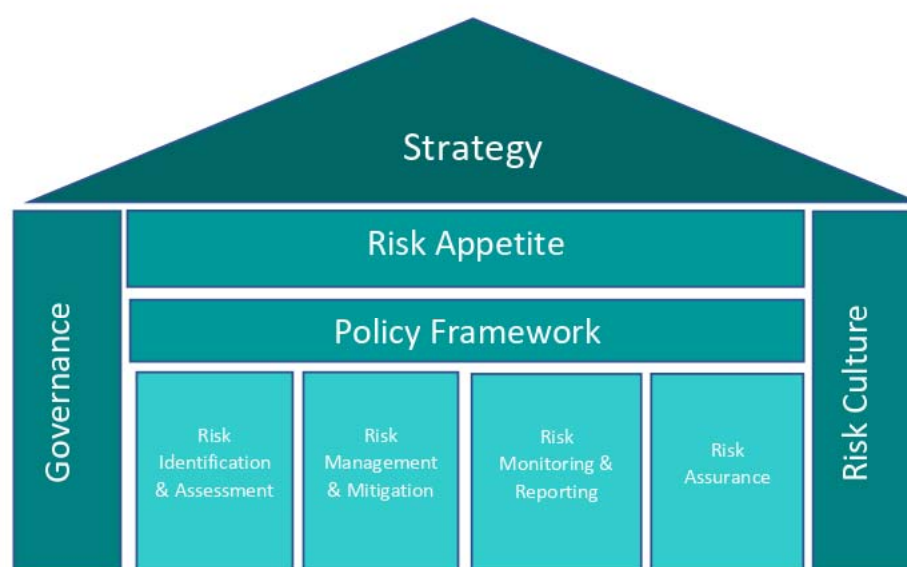 Strategy
Risk Appetite
Policy Framework
Governance
Risk
Identification
& Assessment
Risk
Management
& Mitigation
Risk
Monitoring &
Reporting
Risk
Assurance
Risk Culture